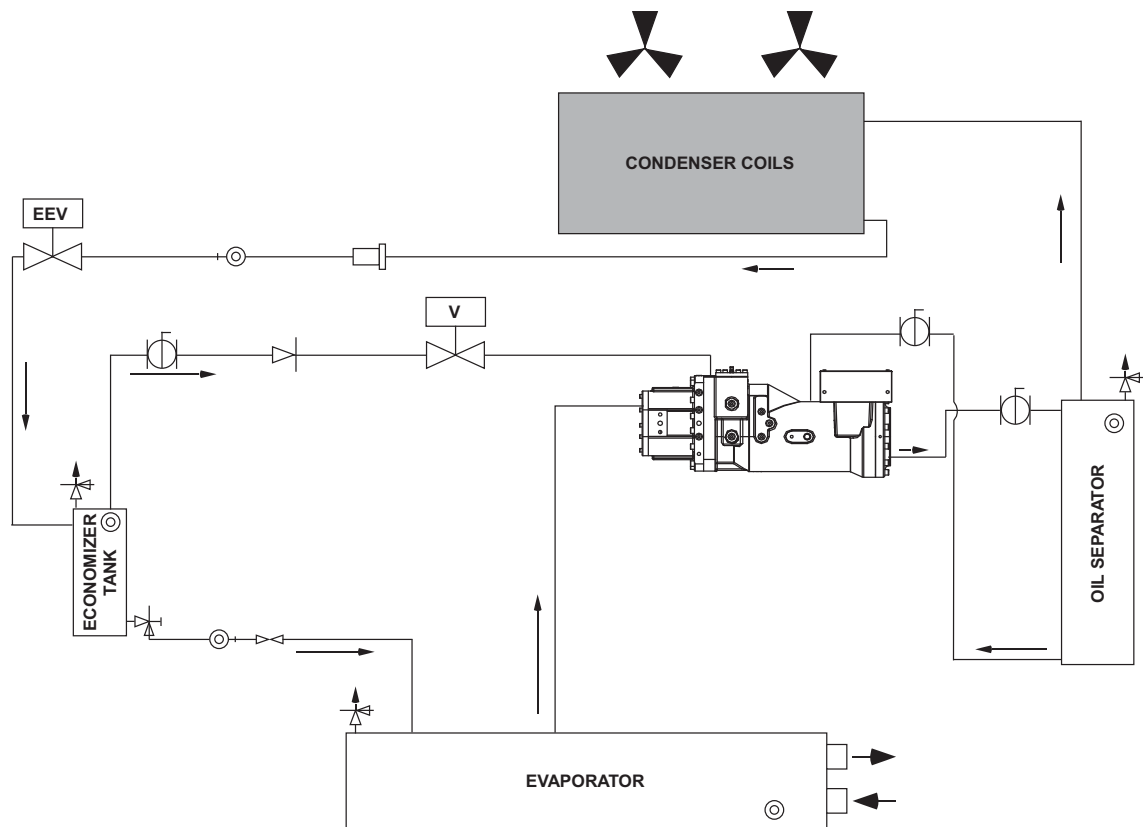 CONDENSER COILS
EEV
V
ECONOMIZER
TANK
OIL SEPARATOR
EVAPORATOR